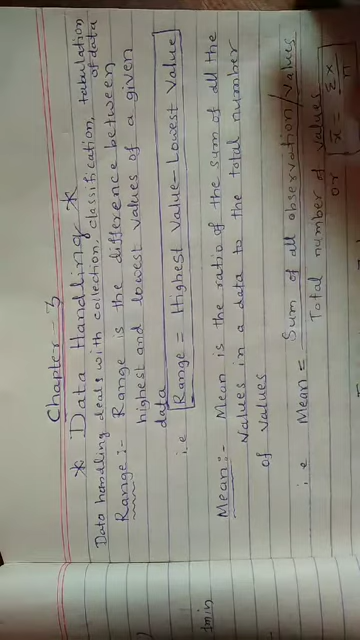 Chapter - 3
* Data Handling *
Data handling deals with collection, classification, tabulation
of data
Range :- Range is the difference between
highest and lowest values of a given
data
i.e Range = Highest Value - Lowest Value
Mean :- Mean is the ratio of the sum of all the
Values in a data to the total number
of values
i.e Mean = Sum of all observation/values
Total number of values
or
x̄ = Σx
n
1min